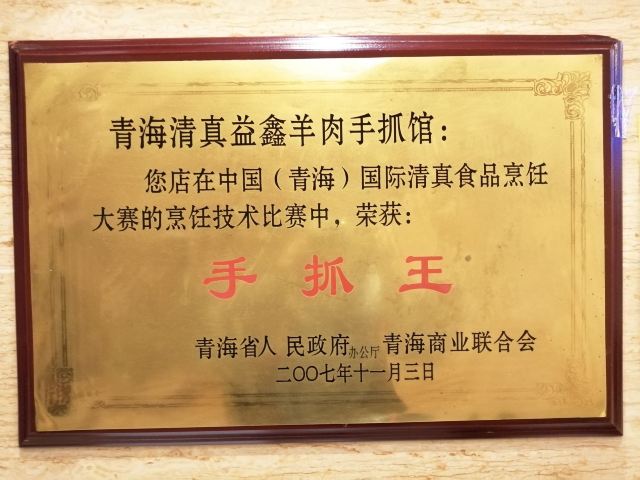 青海清真益鑫羊肉手抓馆：
您店在中国（青海）国际清真食品烹饪
大赛的烹饪技术比赛中，荣获：
手抓王
青海省人民政府办公厅 青海商业联合会
二〇〇七年十一月三日